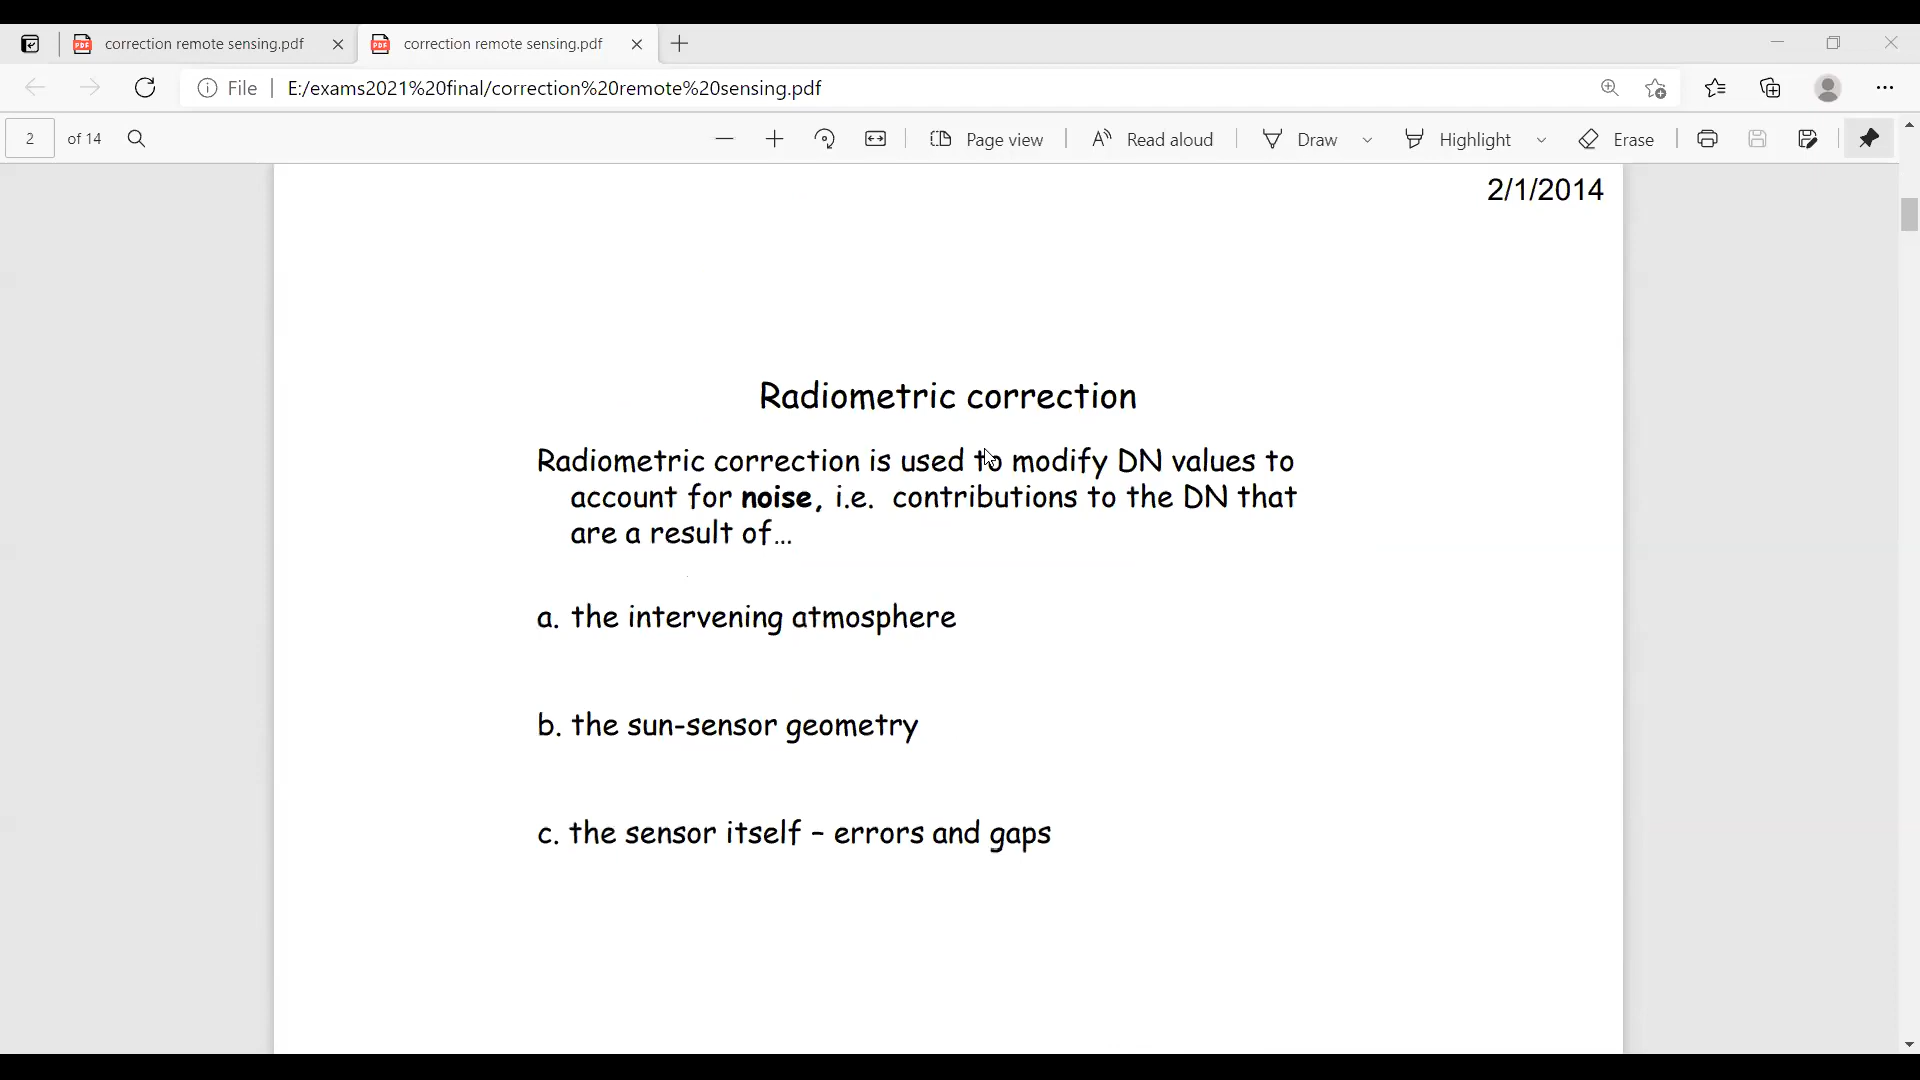 correction remote sensing.pdf
correction remote sensing.pdf
File | E:/exams2021%20final/correction%20remote%20sensing.pdf
2 of 14 Page view Read aloud Draw Highlight Erase
2/1/2014
Radiometric correction
Radiometric correction is used to modify DN values to
account for noise, i.e. contributions to the DN that
are a result of…
a. the intervening atmosphere
b. the sun-sensor geometry
c. the sensor itself – errors and gaps